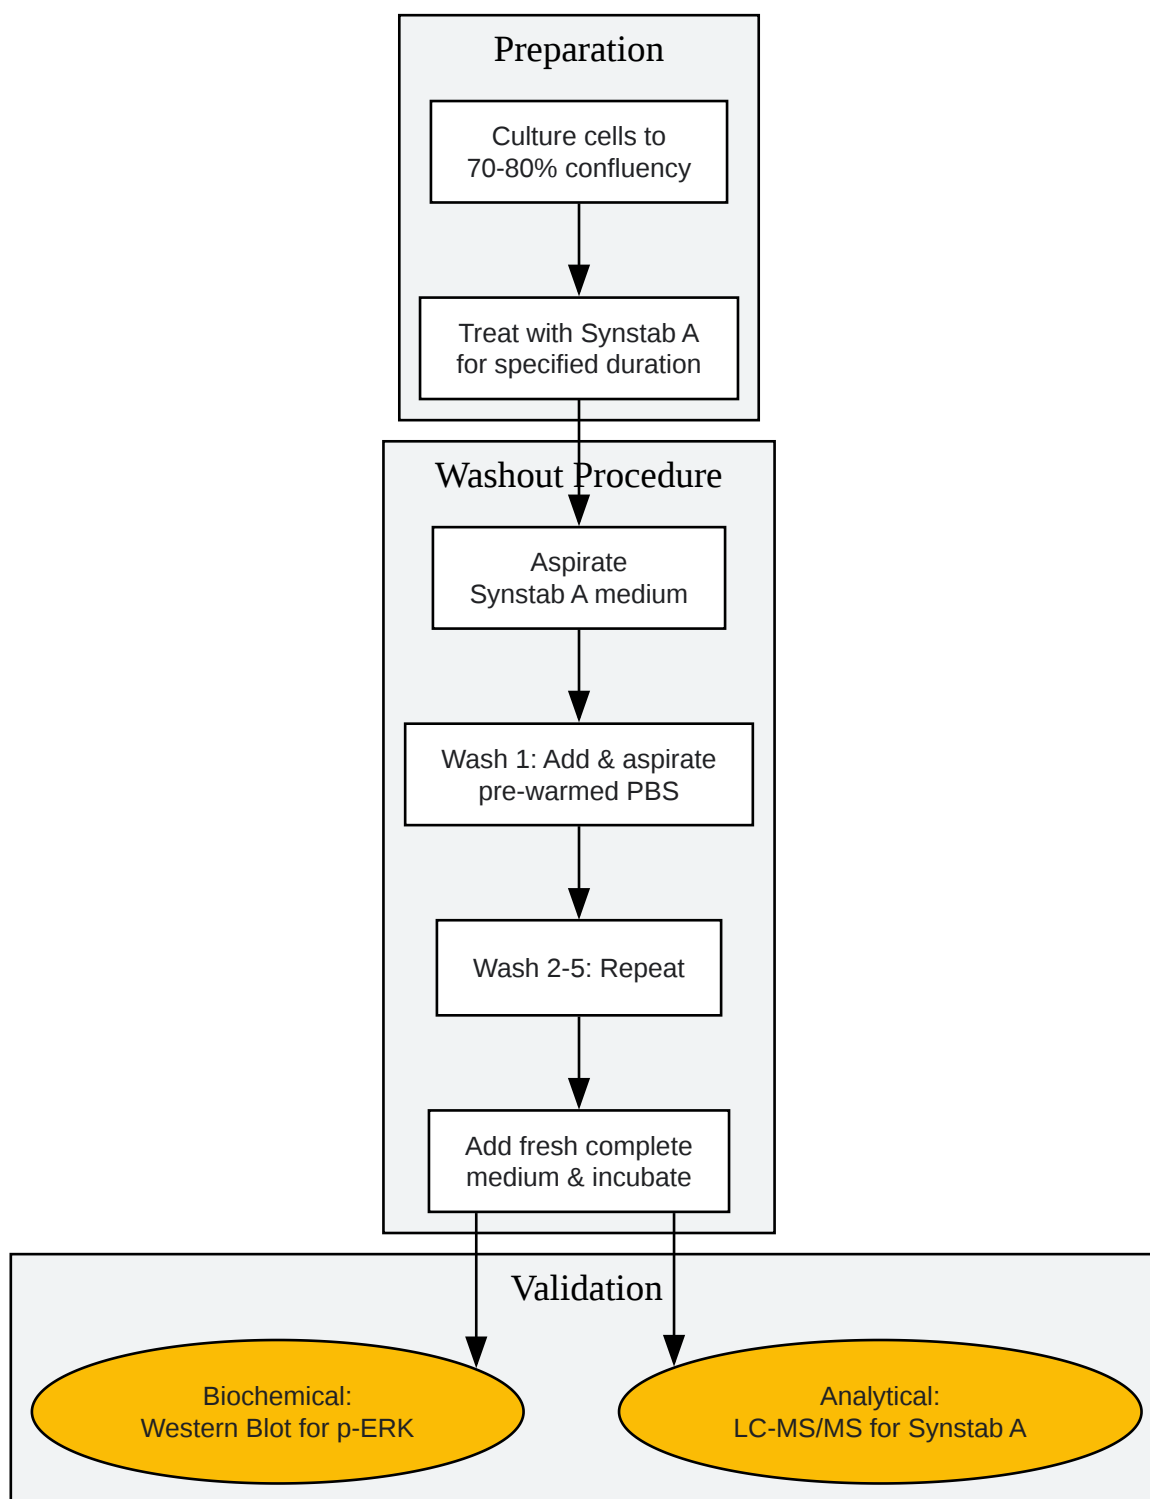 Preparation
Culture cells to
70-80% confluency
Treat with Synstab A
for specified duration
Washout Procedure
Aspirate
Synstab A medium
Wash 1: Add & aspirate
pre-warmed PBS
Wash 2-5: Repeat
Add fresh complete
medium & incubate
Validation
Biochemical:
Western Blot for p-ERK
Analytical:
LC-MS/MS for Synstab A